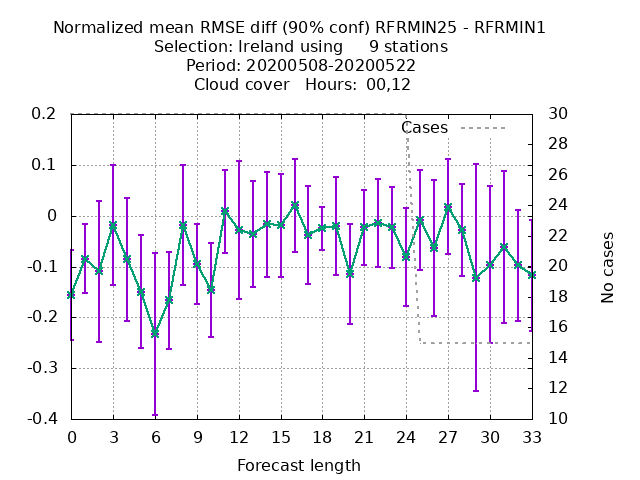 Normalized mean RMSE diff (90% conf) RFRMIN25 - RFRMIN1
Selection: Ireland using 9 stations
Period: 20200508-20200522
Cloud cover Hours: 00,12
Cases
0.2
0.1
0
-0.1
-0.2
-0.3
-0.4
30
28
26
24
22
20
18
16
14
12
10
No cases
0 3 6 9 12 15 18 21 24 27 30 33
Forecast length